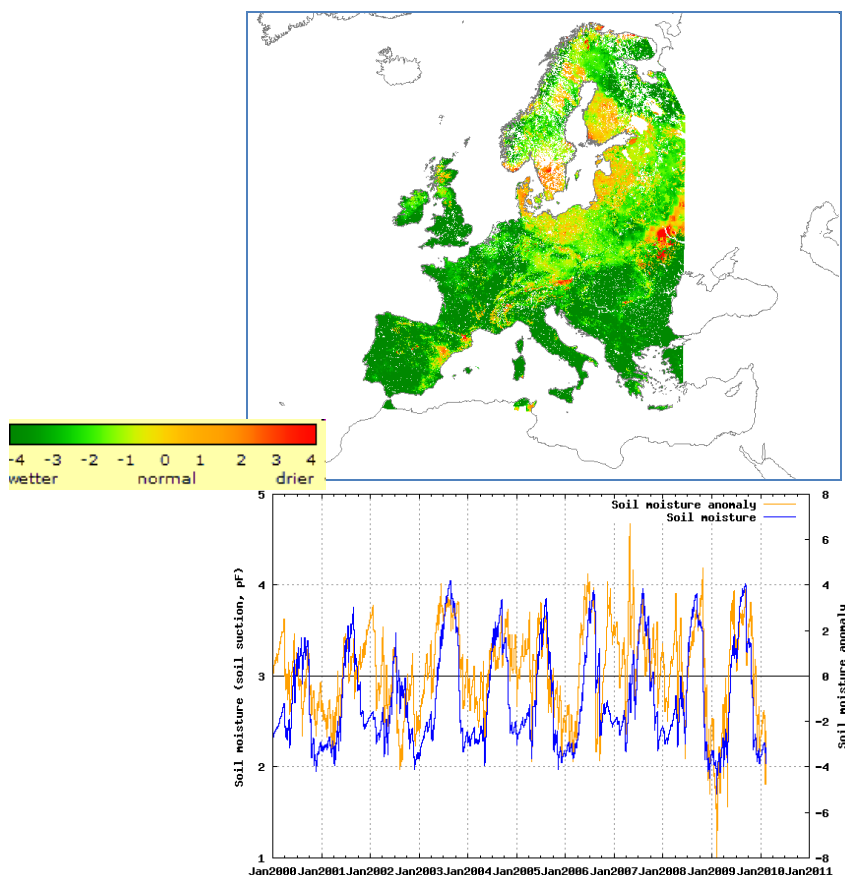 -4 -3 -2 -1 0 1 2 3 4
wetter normal drier
Soil moisture anomaly
Soil moisture
5
4
3
2
1
Soil moisture (soil suction, pF)
8
6
4
2
0
-2
-4
-6
-8
Soil moisture anomaly
Jan2000 Jan2001 Jan2002 Jan2003 Jan2004 Jan2005 Jan2006 Jan2007 Jan2008 Jan2009 Jan2010 Jan2011